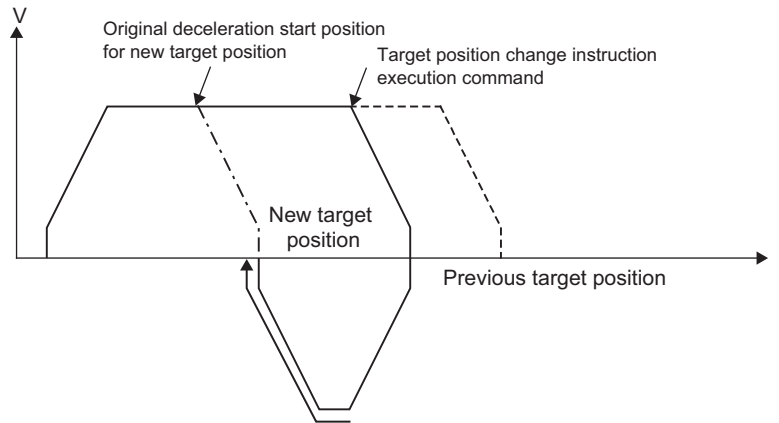 V
Original deceleration start position
for new target position
Target position change instruction
execution command
New target
position
Previous target position